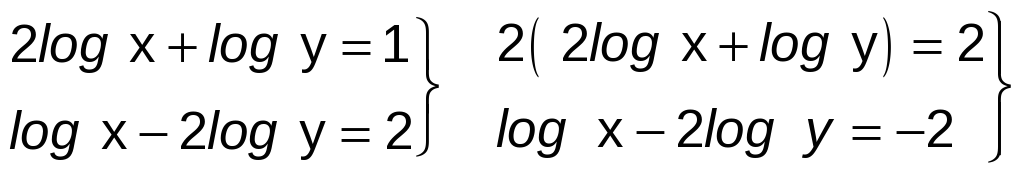 2log x + log y = 1 } 2( 2log x + log y) = 2 }
log x − 2log y = 2 log x − 2log y = −2